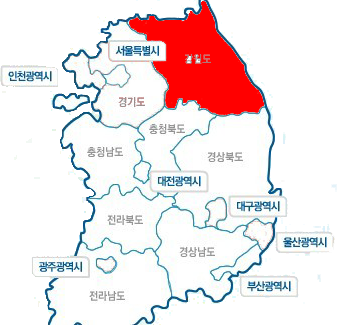 서울특별시
인천광역시
경기도
충청북도
충청남도
경상북도
대전광역시
대구광역시
전라북도
울산광역시
경상남도
광주광역시
부산광역시
전라남도